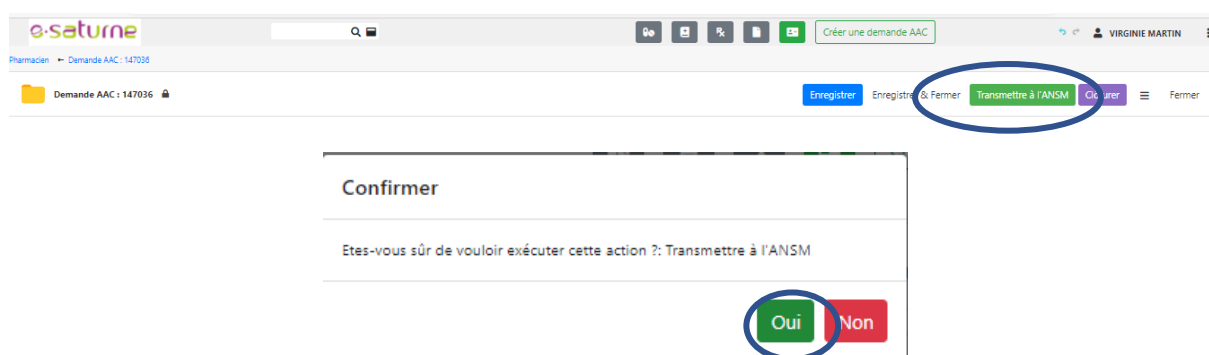 e-saturne
Créer une demande AAC
VIRGINIE MARTIN
Pharmacien ← Demande AAC : 147036
Demande AAC : 147036
Enregistrer Enregistrer & Fermer Transmettre à l'ANSM Cloturer Fermer
Confirmer
Etes-vous sûr de vouloir exécuter cette action ?: Transmettre à l'ANSM
Oui Non